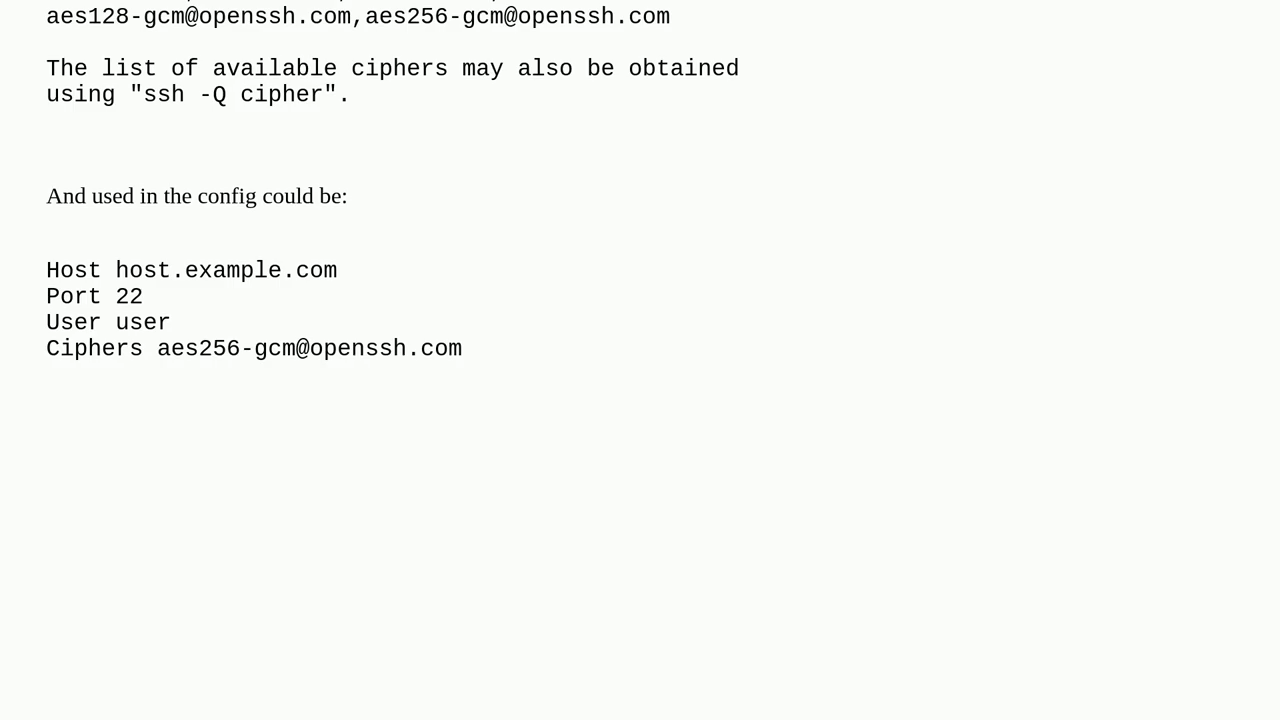 aes128-gcm@openssh.com,aes256-gcm@openssh.com
The list of available ciphers may also be obtained
using "ssh -Q cipher".
And used in the config could be:
Host host.example.com
Port 22
User user
Ciphers aes256-gcm@openssh.com